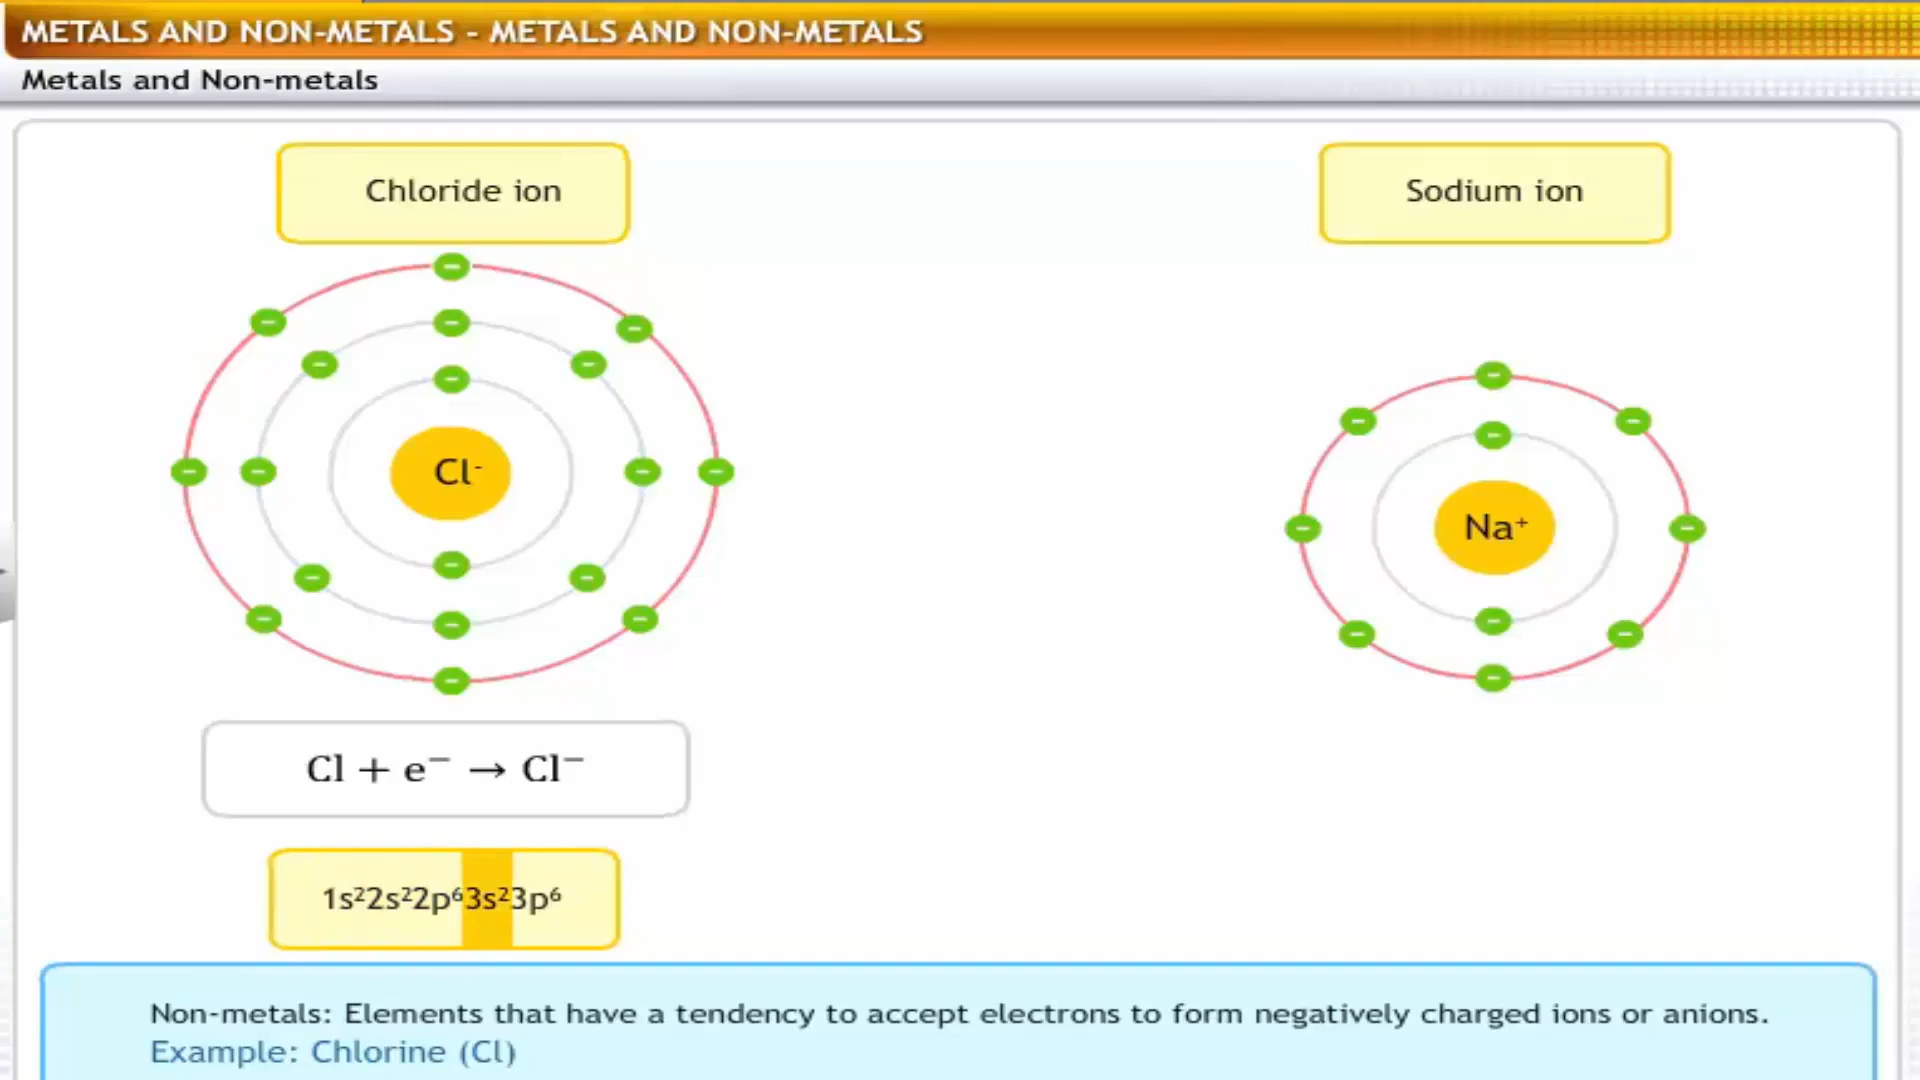 METALS AND NON-METALS - METALS AND NON-METALS
Metals and Non-metals
Chloride ion
Sodium ion
Cl⁻
Na⁺
Cl + e⁻ → Cl⁻
1s²2s²2p⁶3s²3p⁶
Non-metals: Elements that have a tendency to accept electrons to form negatively charged ions or anions.
Example: Chlorine (Cl)